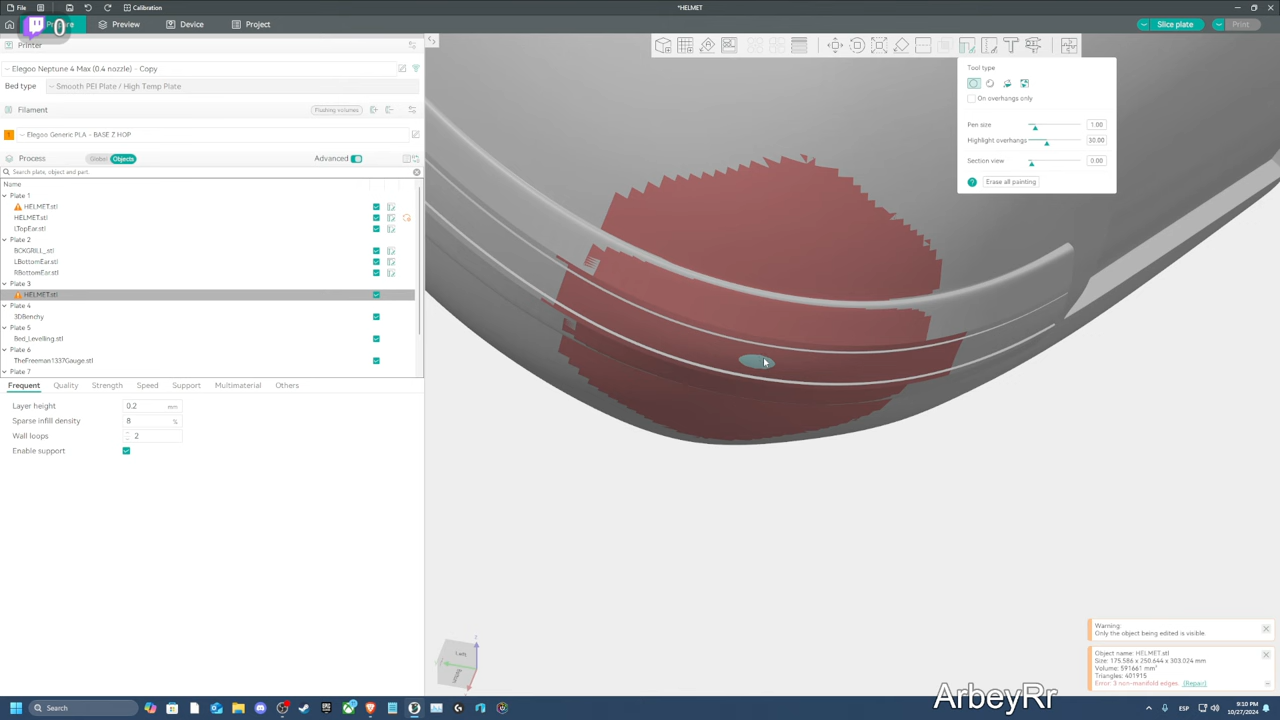 File
Calibration
*HELMET
0
Preview
Device
Project
Slice plate
Print
Printer
Elegoo Neptune 4 Max (0.4 nozzle) - Copy
Bed type
Smooth PEI Plate / High Temp Plate
Filament
Flushing volumes
1
Elegoo Generic PLA - BASE Z HOP
Process
Global
Objects
Advanced
Search plate, object and part.
Name
Plate 1
HELMET.stl
HELMET.stl
LTopEar.stl
Plate 2
BCKGRILL_.stl
LBottomEar.stl
RBottomEar.stl
Plate 3
HELMET.stl
Plate 4
3DBenchy
Plate 5
Bed_Levelling.stl
Plate 6
TheFreeman1337Gauge.stl
Plate 7
Frequent
Quality
Strength
Speed
Support
Multimaterial
Others
Layer height
0.2
mm
Sparse infill density
8
%
Wall loops
2
Enable support
Tool type
On overhangs only
Pen size
1.00
Highlight overhangs
30.00
Section view
0.00
?
Erase all painting
Warning:
Only the object being edited is visible.
Object name: HELMET.stl
Size: 175.586 x 250.644 x 303.024 mm
Volume: 591661 mm³
Triangles: 401915
Error: 3 non-manifold edges. (Repair)
ArbeyRr
Search
ESP
9:10 PM
10/27/2024